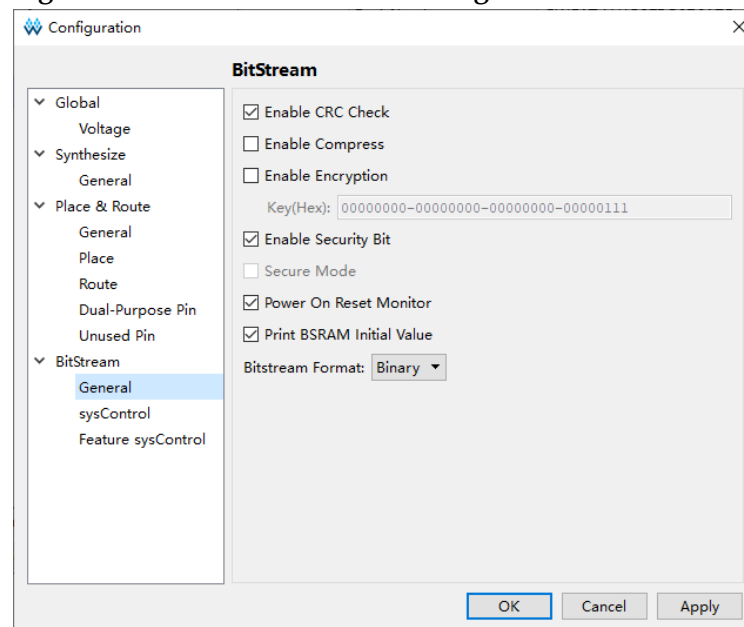 Configuration
BitStream
Global
Voltage
Synthesize
General
Place & Route
General
Place
Route
Dual-Purpose Pin
Unused Pin
BitStream
General
sysControl
Feature sysControl
Enable CRC Check
Enable Compress
Enable Encryption
Key(Hex): 00000000-00000000-00000000-00000111
Enable Security Bit
Secure Mode
Power On Reset Monitor
Print BSRAM Initial Value
Bitstream Format: Binary
OK Cancel Apply